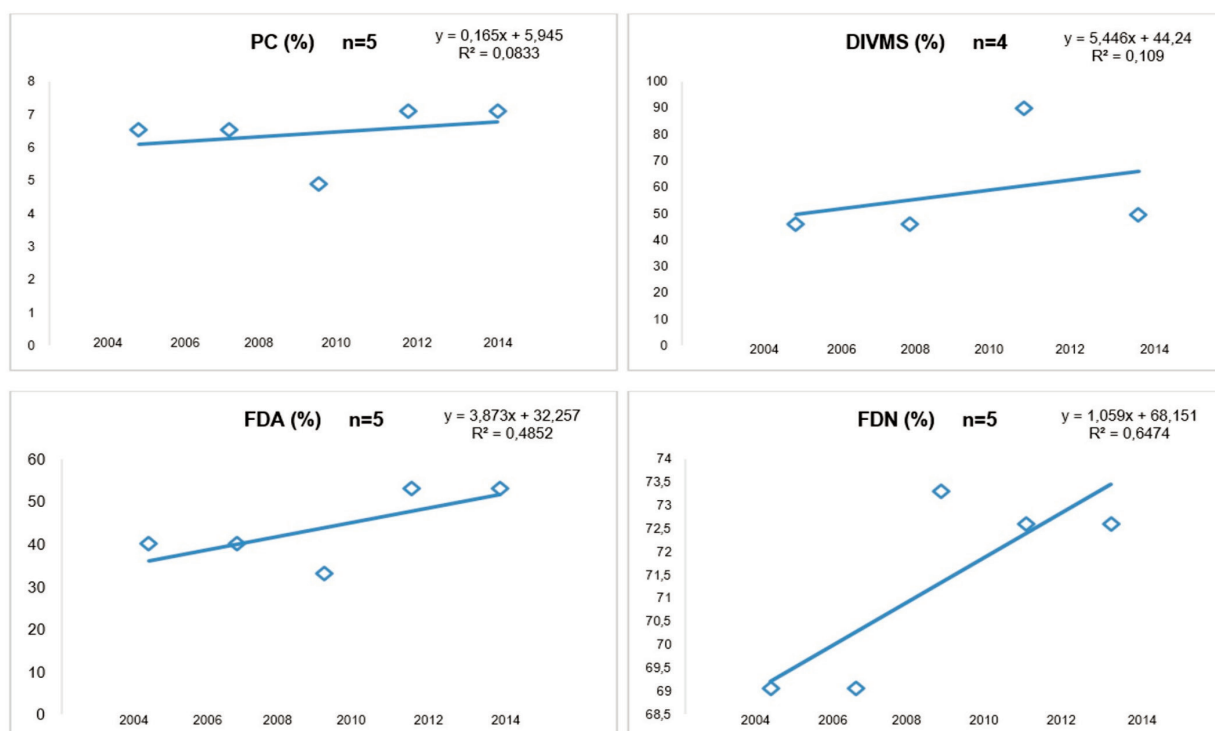 PC (%) n=5
y = 0,165x + 5,945
R² = 0,0833
8
7
6
5
4
3
2
1
0
2004 2006 2008 2010 2012 2014
DIVMS (%) n=4
y = 5,446x + 44,24
R² = 0,109
100
90
80
70
60
50
40
30
20
10
0
2004 2006 2008 2010 2012 2014
FDA (%) n=5
y = 3,873x + 32,257
R² = 0,4852
60
50
40
30
20
10
0
2004 2006 2008 2010 2012 2014
FDN (%) n=5
y = 1,059x + 68,151
R² = 0,6474
74
73,5
73
72,5
72
71,5
71
70,5
70
69,5
69
68,5
2004 2006 2008 2010 2012 2014